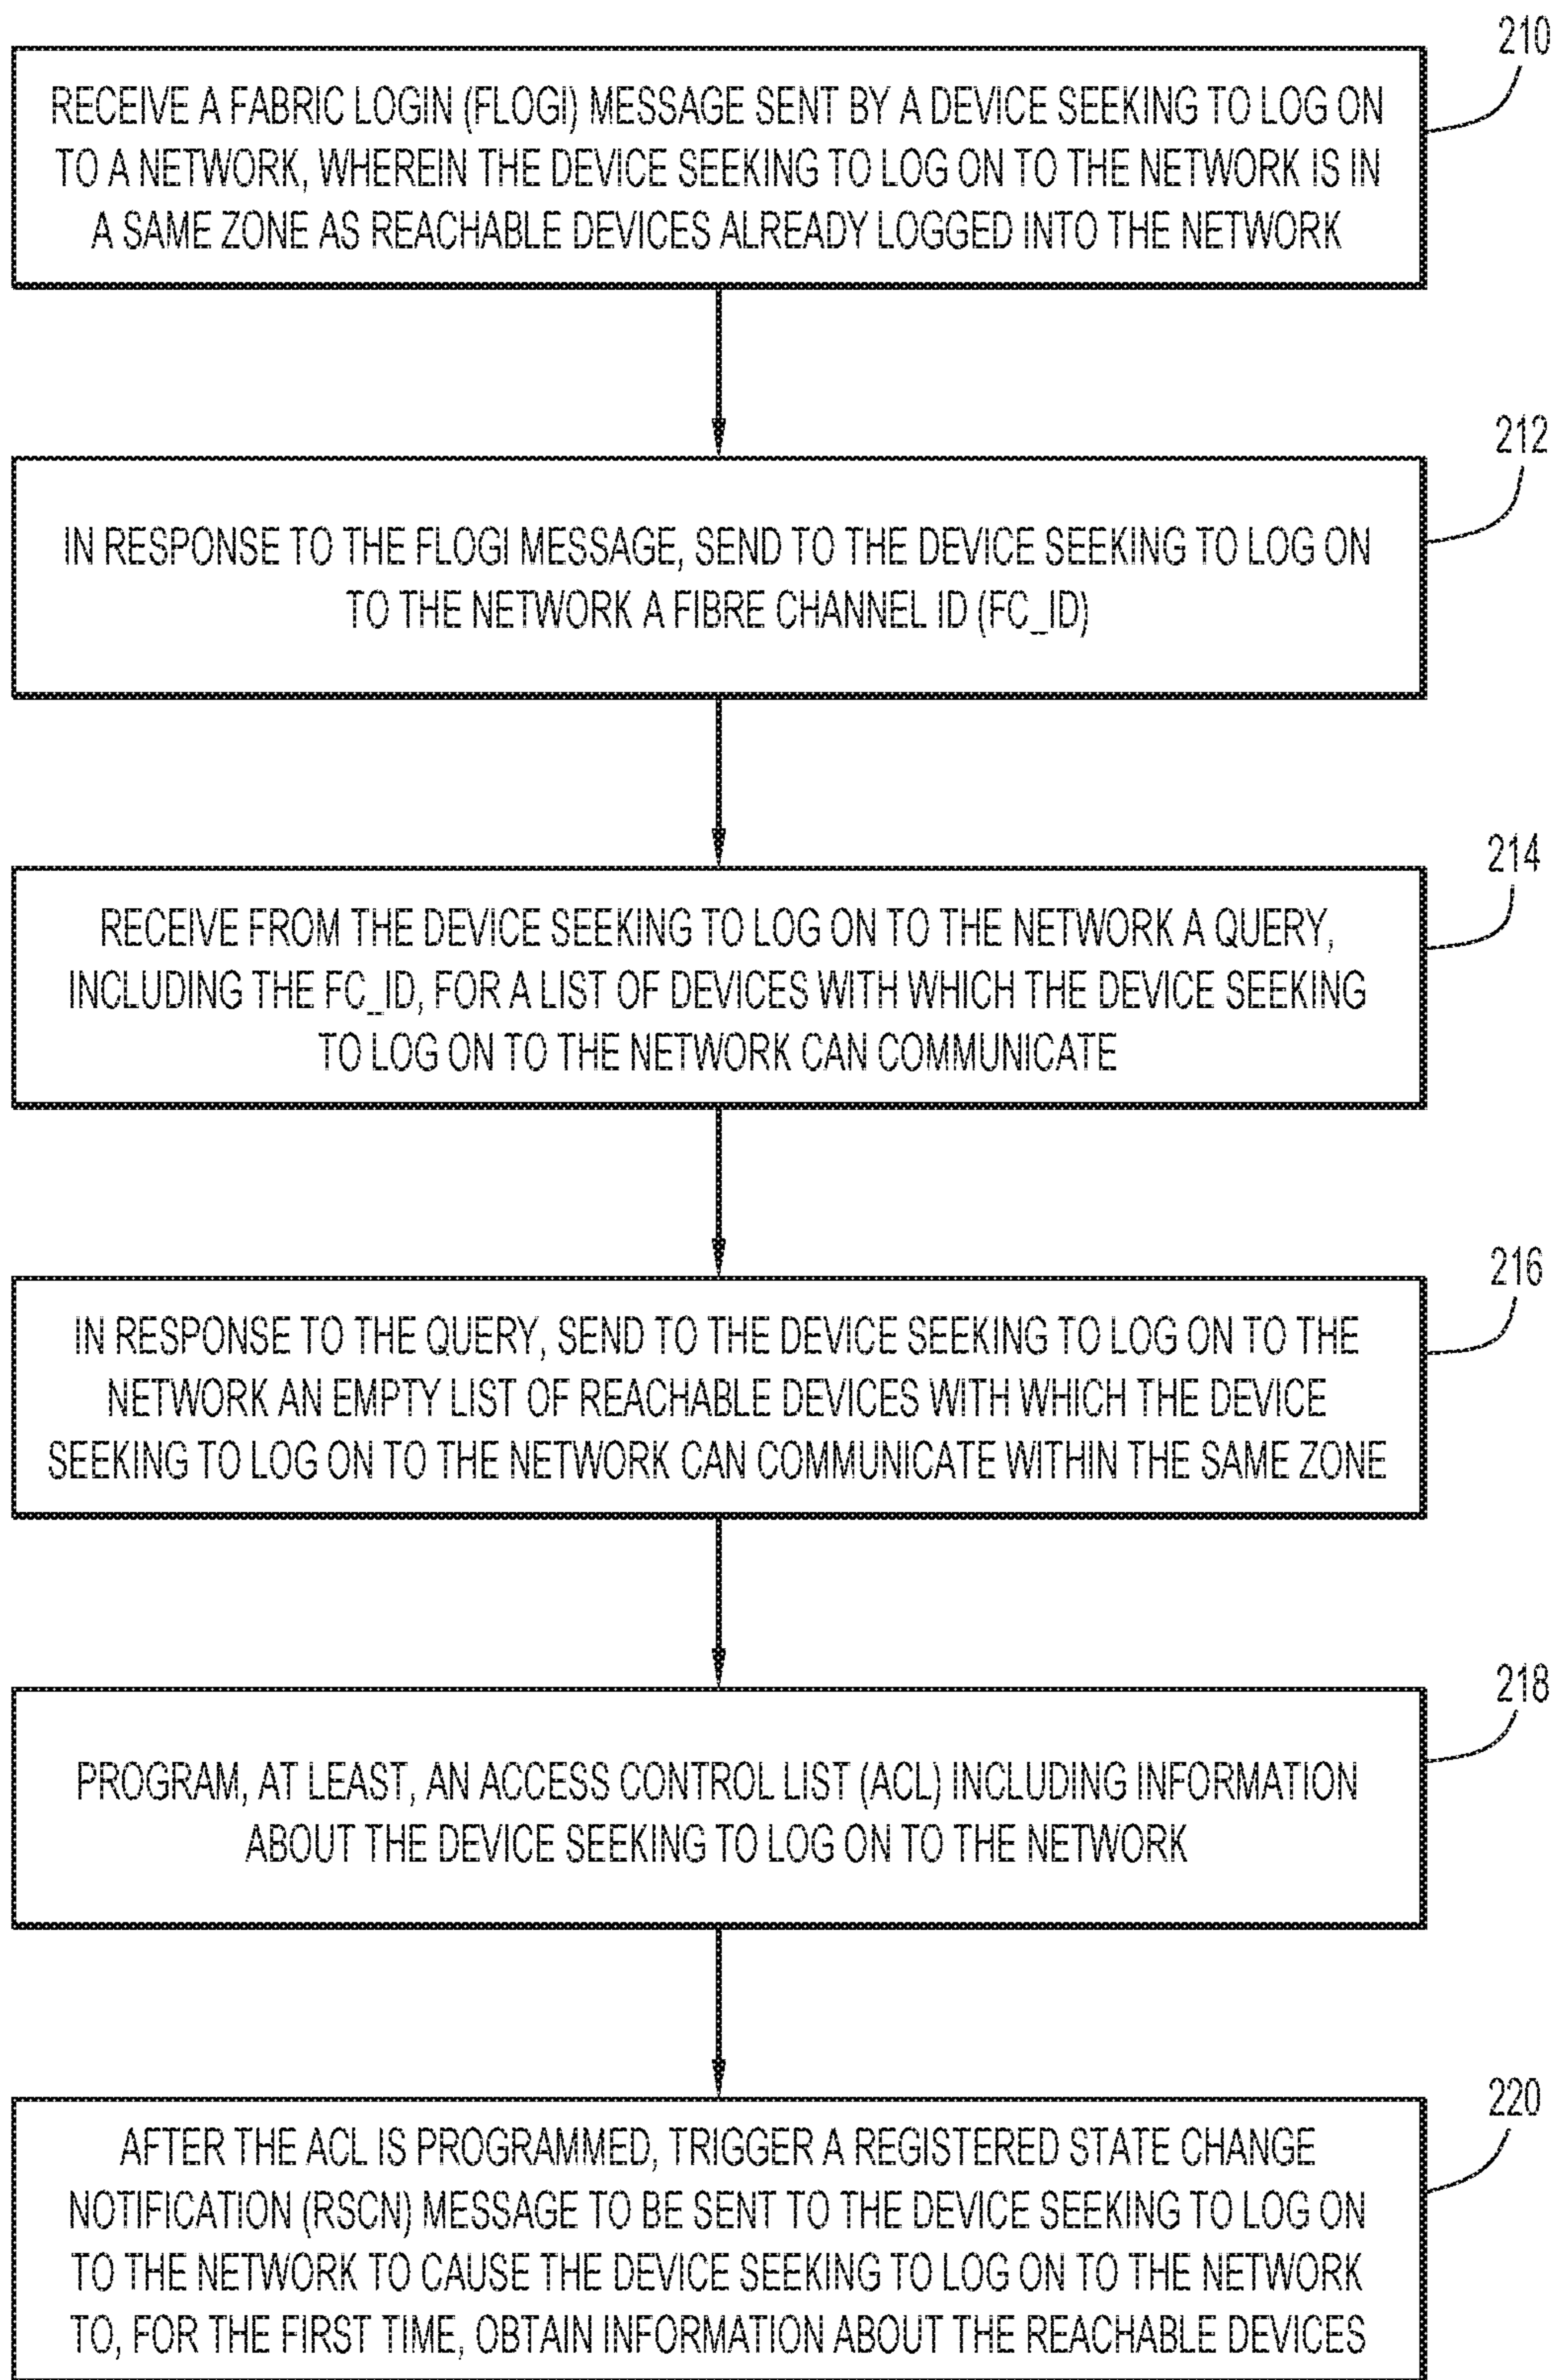 210
RECEIVE A FABRIC LOGIN (FLOGI) MESSAGE SENT BY A DEVICE SEEKING TO LOG ON
TO A NETWORK, WHEREIN THE DEVICE SEEKING TO LOG ON TO THE NETWORK IS IN
A SAME ZONE AS REACHABLE DEVICES ALREADY LOGGED INTO THE NETWORK
212
IN RESPONSE TO THE FLOGI MESSAGE, SEND TO THE DEVICE SEEKING TO LOG ON
TO THE NETWORK A FIBRE CHANNEL ID (FC_ID)
214
RECEIVE FROM THE DEVICE SEEKING TO LOG ON TO THE NETWORK A QUERY,
INCLUDING THE FC_ID, FOR A LIST OF DEVICES WITH WHICH THE DEVICE SEEKING
TO LOG ON TO THE NETWORK CAN COMMUNICATE
216
IN RESPONSE TO THE QUERY, SEND TO THE DEVICE SEEKING TO LOG ON TO THE
NETWORK AN EMPTY LIST OF REACHABLE DEVICES WITH WHICH THE DEVICE
SEEKING TO LOG ON TO THE NETWORK CAN COMMUNICATE WITHIN THE SAME ZONE
218
PROGRAM, AT LEAST, AN ACCESS CONTROL LIST (ACL) INCLUDING INFORMATION
ABOUT THE DEVICE SEEKING TO LOG ON TO THE NETWORK
220
AFTER THE ACL IS PROGRAMMED, TRIGGER A REGISTERED STATE CHANGE
NOTIFICATION (RSCN) MESSAGE TO BE SENT TO THE DEVICE SEEKING TO LOG ON
TO THE NETWORK TO CAUSE THE DEVICE SEEKING TO LOG ON TO THE NETWORK
TO, FOR THE FIRST TIME, OBTAIN INFORMATION ABOUT THE REACHABLE DEVICES